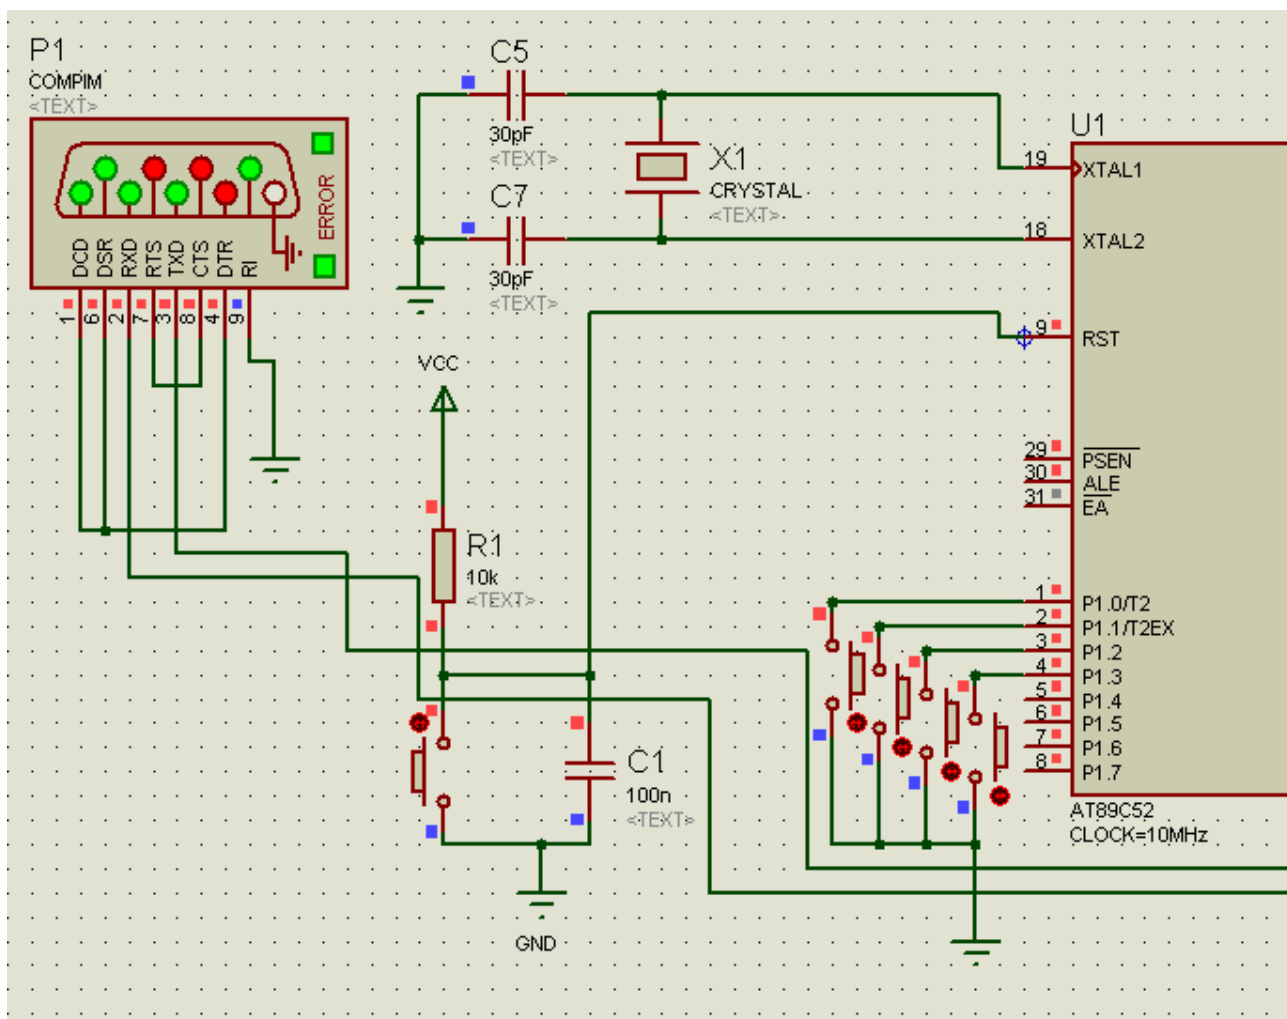 P1
COMPIM
<TEXT>
ERROR
DCD
DSR
RXD
RTS
TXD
CTS
DTR
RI
1
6
2
7
3
8
4
9
C5
30pF
<TEXT>
X1
CRYSTAL
<TEXT>
C7
30pF
<TEXT>
VCC
R1
10k
<TEXT>
C1
100n
<TEXT>
GND
U1
19 XTAL1
18 XTAL2
9 RST
29 PSEN
30 ALE
31 EA
1 P1.0/T2
2 P1.1/T2EX
3 P1.2
4 P1.3
5 P1.4
6 P1.5
7 P1.6
8 P1.7
AT89C52
CLOCK=10MHz